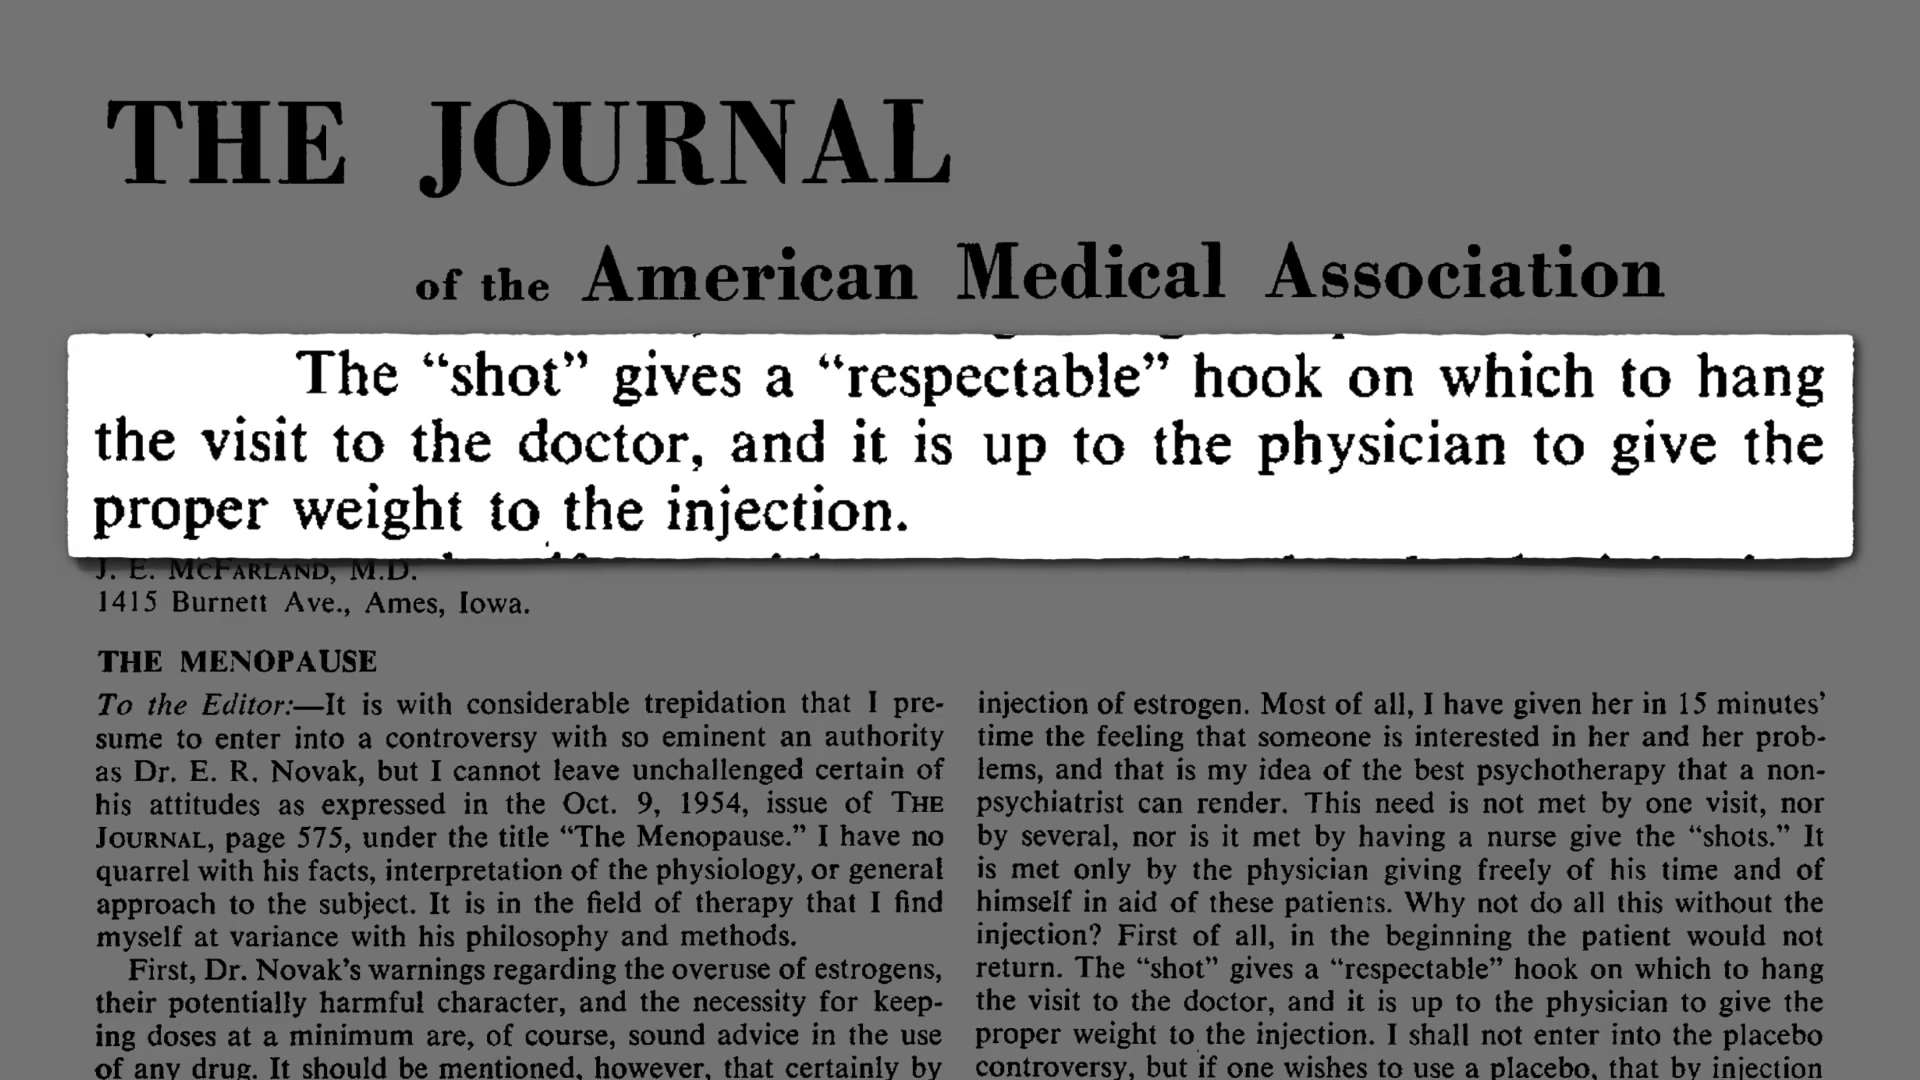 THE JOURNAL
of the American Medical Association
The “shot” gives a “respectable” hook on which to hang
the visit to the doctor, and it is up to the physician to give the
proper weight to the injection.
J. E. MCFARLAND, M.D.
1415 Burnett Ave., Ames, Iowa.
THE MENOPAUSE
To the Editor:—It is with considerable trepidation that I pre-
sume to enter into a controversy with so eminent an authority
as Dr. E. R. Novak, but I cannot leave unchallenged certain of
his attitudes as expressed in the Oct. 9, 1954, issue of THE
JOURNAL, page 575, under the title “The Menopause.” I have no
quarrel with his facts, interpretation of the physiology, or general
approach to the subject. It is in the field of therapy that I find
myself at variance with his philosophy and methods.
First, Dr. Novak’s warnings regarding the overuse of estrogens,
their potentially harmful character, and the necessity for keep-
ing doses at a minimum are, of course, sound advice in the use
of any drug. It should be mentioned, however, that certainly by
injection of estrogen. Most of all, I have given her in 15 minutes’
time the feeling that someone is interested in her and her prob-
lems, and that is my idea of the best psychotherapy that a non-
psychiatrist can render. This need is not met by one visit, nor
by several, nor is it met by having a nurse give the “shots.” It
is met only by the physician giving freely of his time and of
himself in aid of these patients. Why not do all this without the
injection? First of all, in the beginning the patient would not
return. The “shot” gives a “respectable” hook on which to hang
the visit to the doctor, and it is up to the physician to give the
proper weight to the injection. I shall not enter into the placebo
controversy, but if one wishes to use a placebo, that by injection